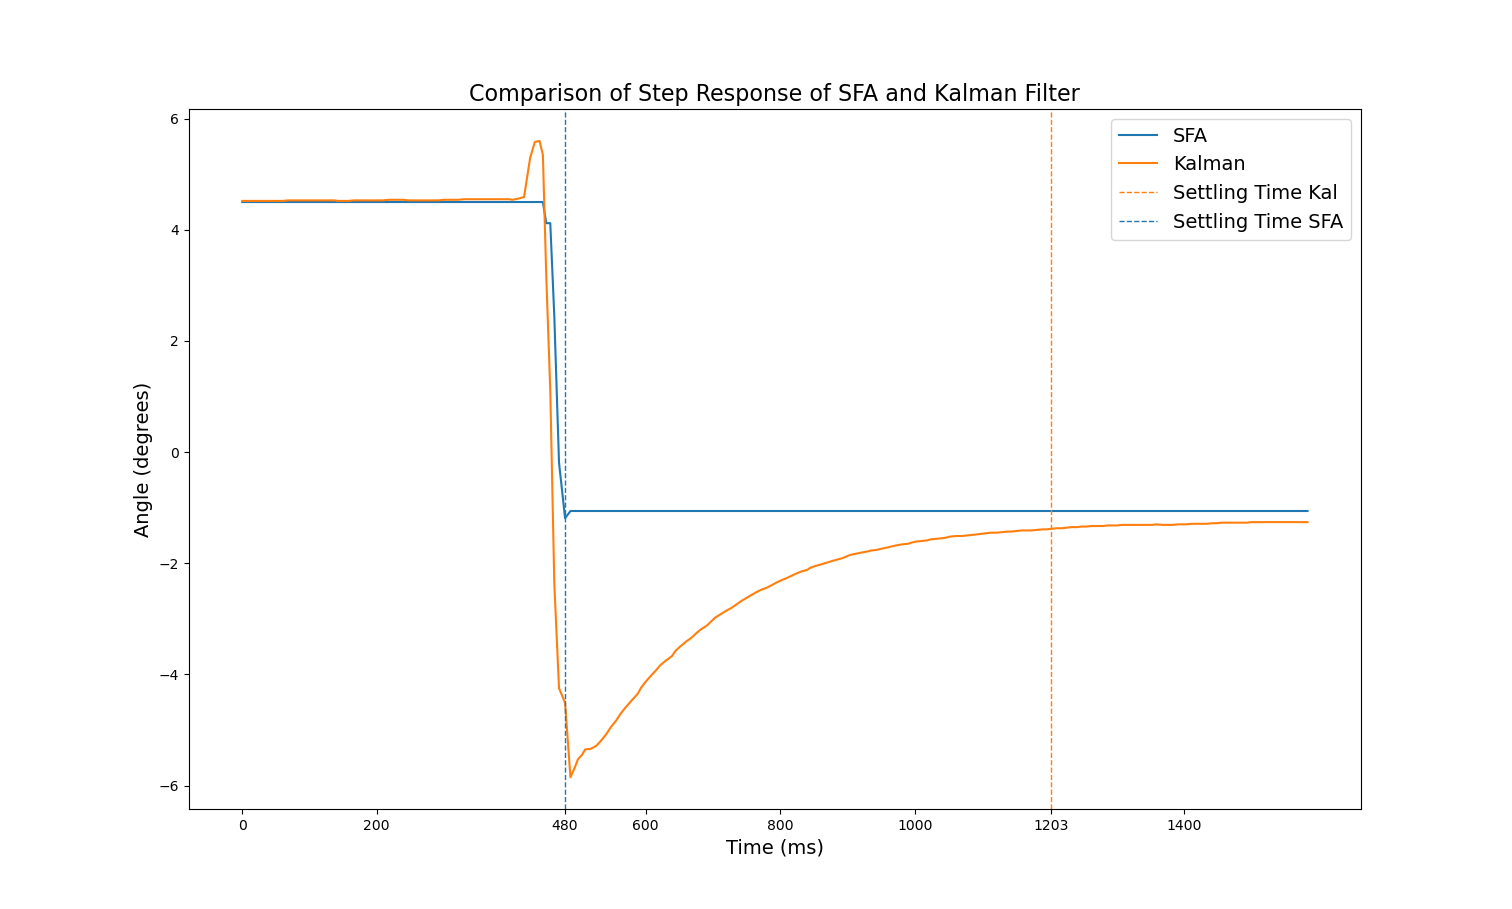 Comparison of Step Response of SFA and Kalman Filter
SFA
Kalman
Settling Time Kal
Settling Time SFA
Angle (degrees)
6
4
2
0
−2
−4
−6
0 200 480 600 800 1000 1203 1400
Time (ms)